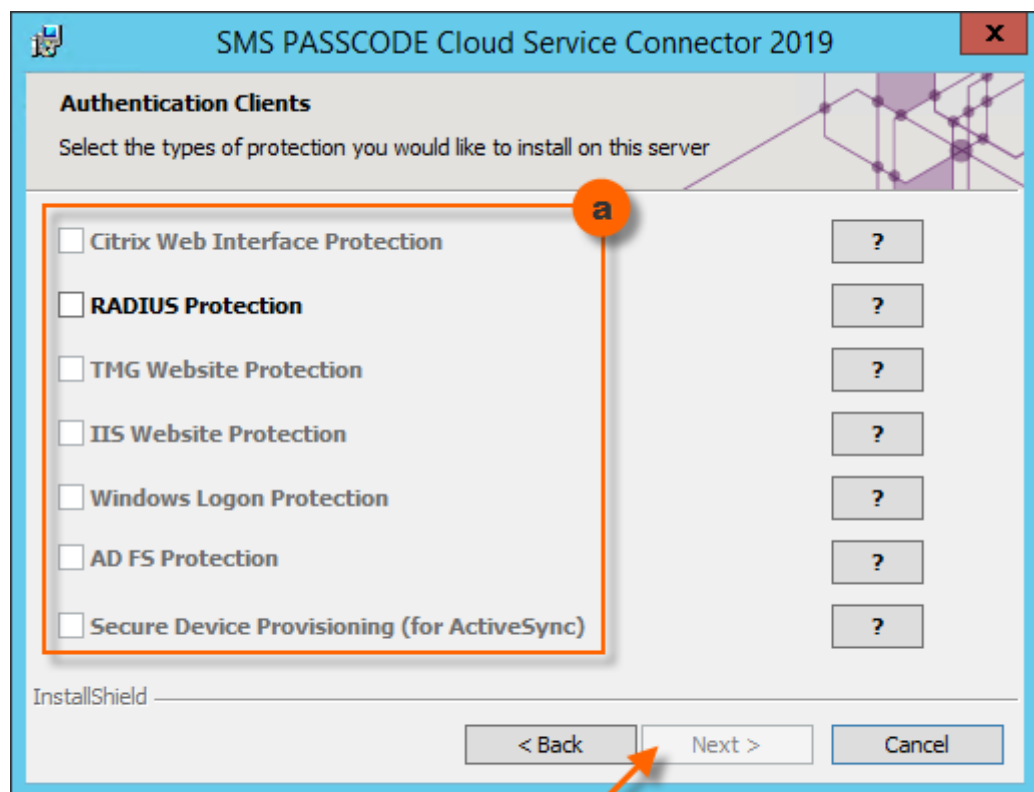 SMS PASSCODE Cloud Service Connector 2019
x
Authentication Clients
Select the types of protection you would like to install on this server
a
Citrix Web Interface Protection ?
RADIUS Protection ?
TMG Website Protection ?
IIS Website Protection ?
Windows Logon Protection ?
AD FS Protection ?
Secure Device Provisioning (for ActiveSync) ?
InstallShield
< Back Next > Cancel